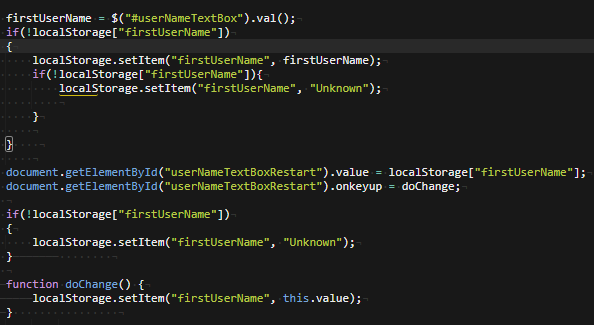 firstUserName = $("#userNameTextBox").val();
if(!localStorage["firstUserName"])
{
localStorage.setItem("firstUserName", firstUserName);
if(!localStorage["firstUserName"]){
localStorage.setItem("firstUserName", "Unknown");
}
}
document.getElementById("userNameTextBoxRestart").value = localStorage["firstUserName"];
document.getElementById("userNameTextBoxRestart").onkeyup = doChange;
if(!localStorage["firstUserName"])
{
localStorage.setItem("firstUserName", "Unknown");
}
function doChange() {
localStorage.setItem("firstUserName", this.value);
}